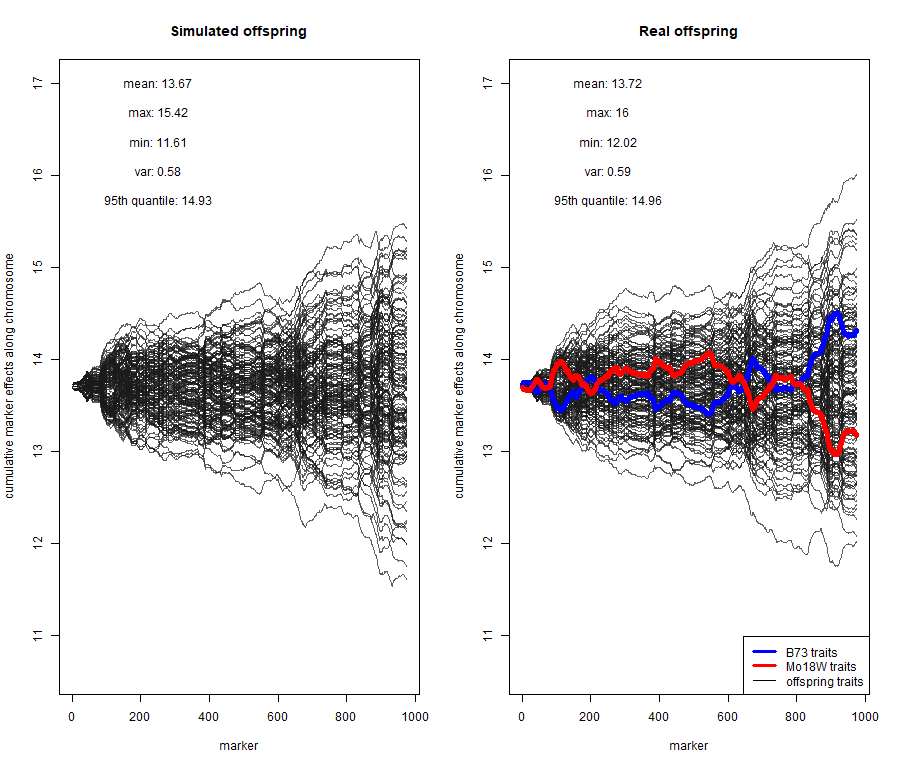 Simulated offspring
mean: 13.67
max: 15.42
min: 11.61
var: 0.58
95th quantile: 14.93
cumulative marker effects along chromosome
17
16
15
14
13
12
11
0 200 400 600 800 1000
marker
Real offspring
mean: 13.72
max: 16
min: 12.02
var: 0.59
95th quantile: 14.96
cumulative marker effects along chromosome
17
16
15
14
13
12
11
B73 traits
Mo18W traits
offspring traits
0 200 400 600 800 1000
marker